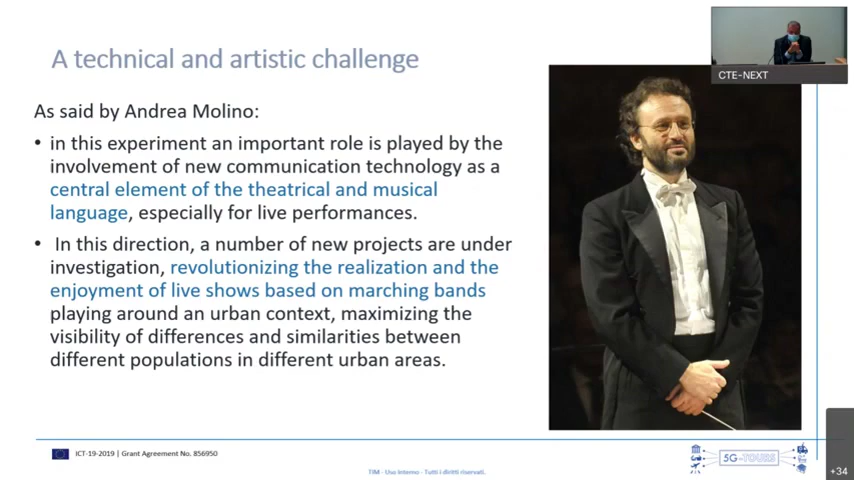 A technical and artistic challenge
CTE-NEXT
As said by Andrea Molino:
• in this experiment an important role is played by the
involvement of new communication technology as a
central element of the theatrical and musical
language, especially for live performances.
• In this direction, a number of new projects are under
investigation, revolutionizing the realization and the
enjoyment of live shows based on marching bands
playing around an urban context, maximizing the
visibility of differences and similarities between
different populations in different urban areas.
ICT-19-2019 | Grant Agreement No. 856950
5G-TOURS
TIM - Uso Interno - Tutti i diritti riservati.
+34